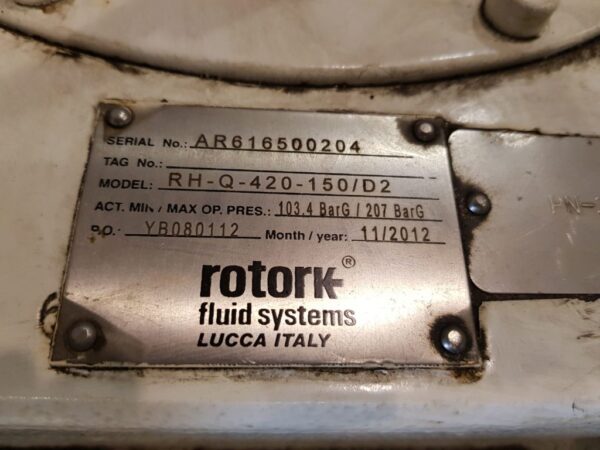 SERIAL No.: AR616500204
TAG No.:
MODEL: RH-Q-420-150/D2
ACT. MIN / MAX OP. PRES.: 103.4 BarG / 207 BarG
P.O.: YB080112 Month / year: 11/2012
rotork®
fluid systems
LUCCA ITALY